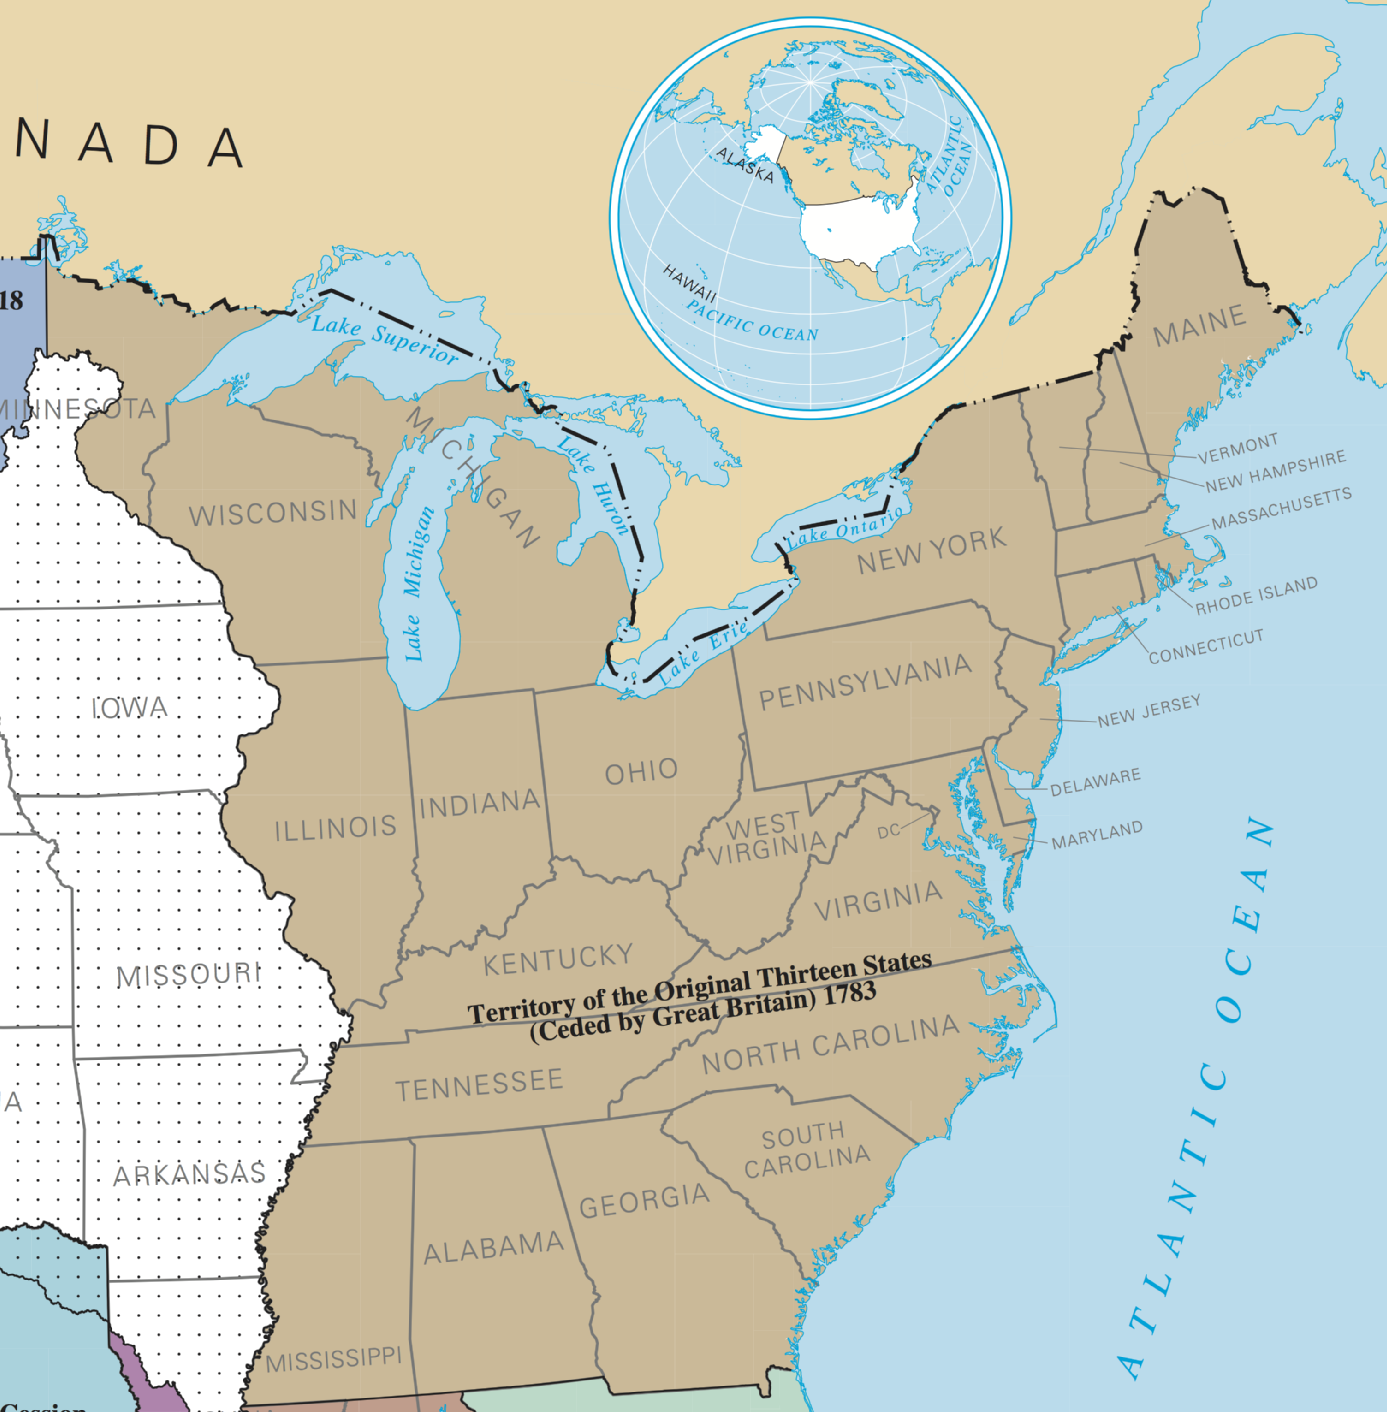 NADA
ALASKA
ATLANTIC
OCEAN
HAWAII
PACIFIC OCEAN
18
Lake Superior
MAINE
MINNESOTA
MICHIGAN
Lake Huron
VERMONT
NEW HAMPSHIRE
MASSACHUSETTS
WISCONSIN
Lake Michigan
Lake Ontario
NEW YORK
RHODE ISLAND
CONNECTICUT
Lake Erie
IOWA
PENNSYLVANIA
NEW JERSEY
OHIO
INDIANA
ILLINOIS
WEST
VIRGINIA
DC
DELAWARE
MARYLAND
VIRGINIA
KENTUCKY
MISSOURI
Territory of the Original Thirteen States
(Ceded by Great Britain) 1783
NORTH CAROLINA
TENNESSEE
A
ATLANTIC OCEAN
SOUTH
CAROLINA
ARKANSAS
GEORGIA
ALABAMA
MISSISSIPPI
Cession